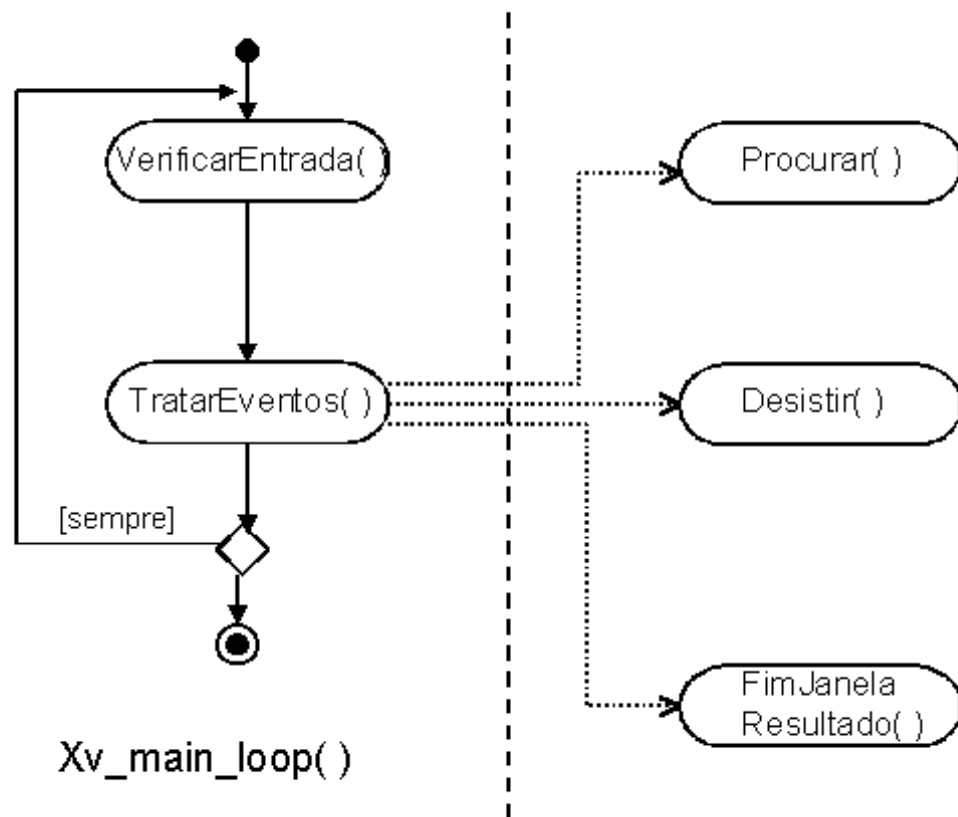 VerificarEntrada( )
Procurar( )
TratarEventos( )
Desistir( )
[sempre]
FimJanela
Resultado( )
Xv_main_loop( )